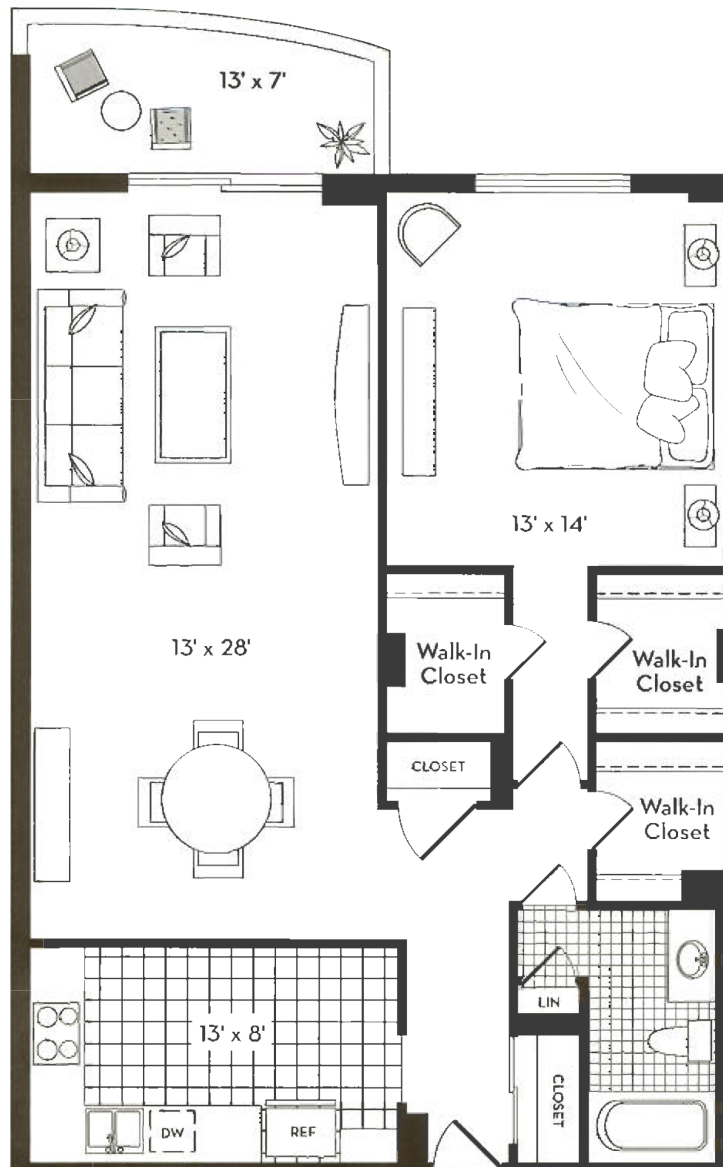 13' x 7'
13' x 14'
13' x 28'
Walk-In
Closet
Walk-In
Closet
CLOSET
Walk-In
Closet
LIN
13' x 8'
CLOSET
DW
REF